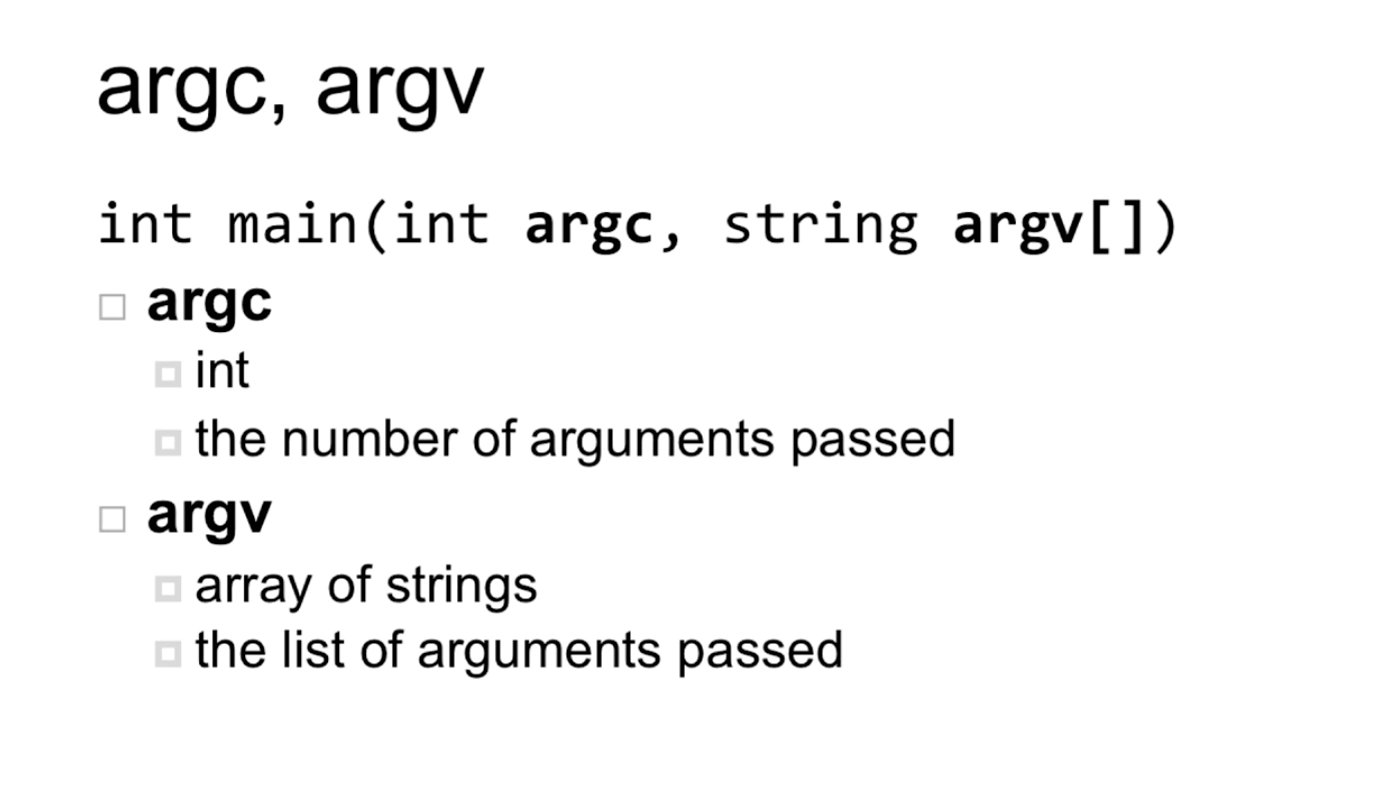 argc, argv
int main(int argc, string argv[])
argc
int
the number of arguments passed
argv
array of strings
the list of arguments passed